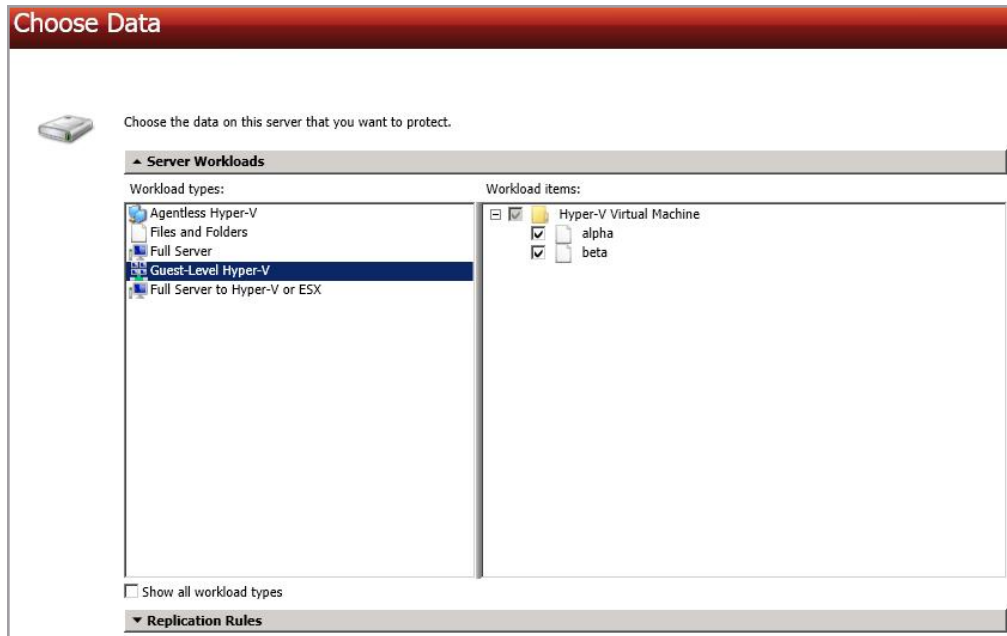 Choose Data
Choose the data on this server that you want to protect.
Server Workloads
Workload types:
Agentless Hyper-V
Files and Folders
Full Server
Guest-Level Hyper-V
Full Server to Hyper-V or ESX
Workload items:
Hyper-V Virtual Machine
alpha
beta
Show all workload types
Replication Rules